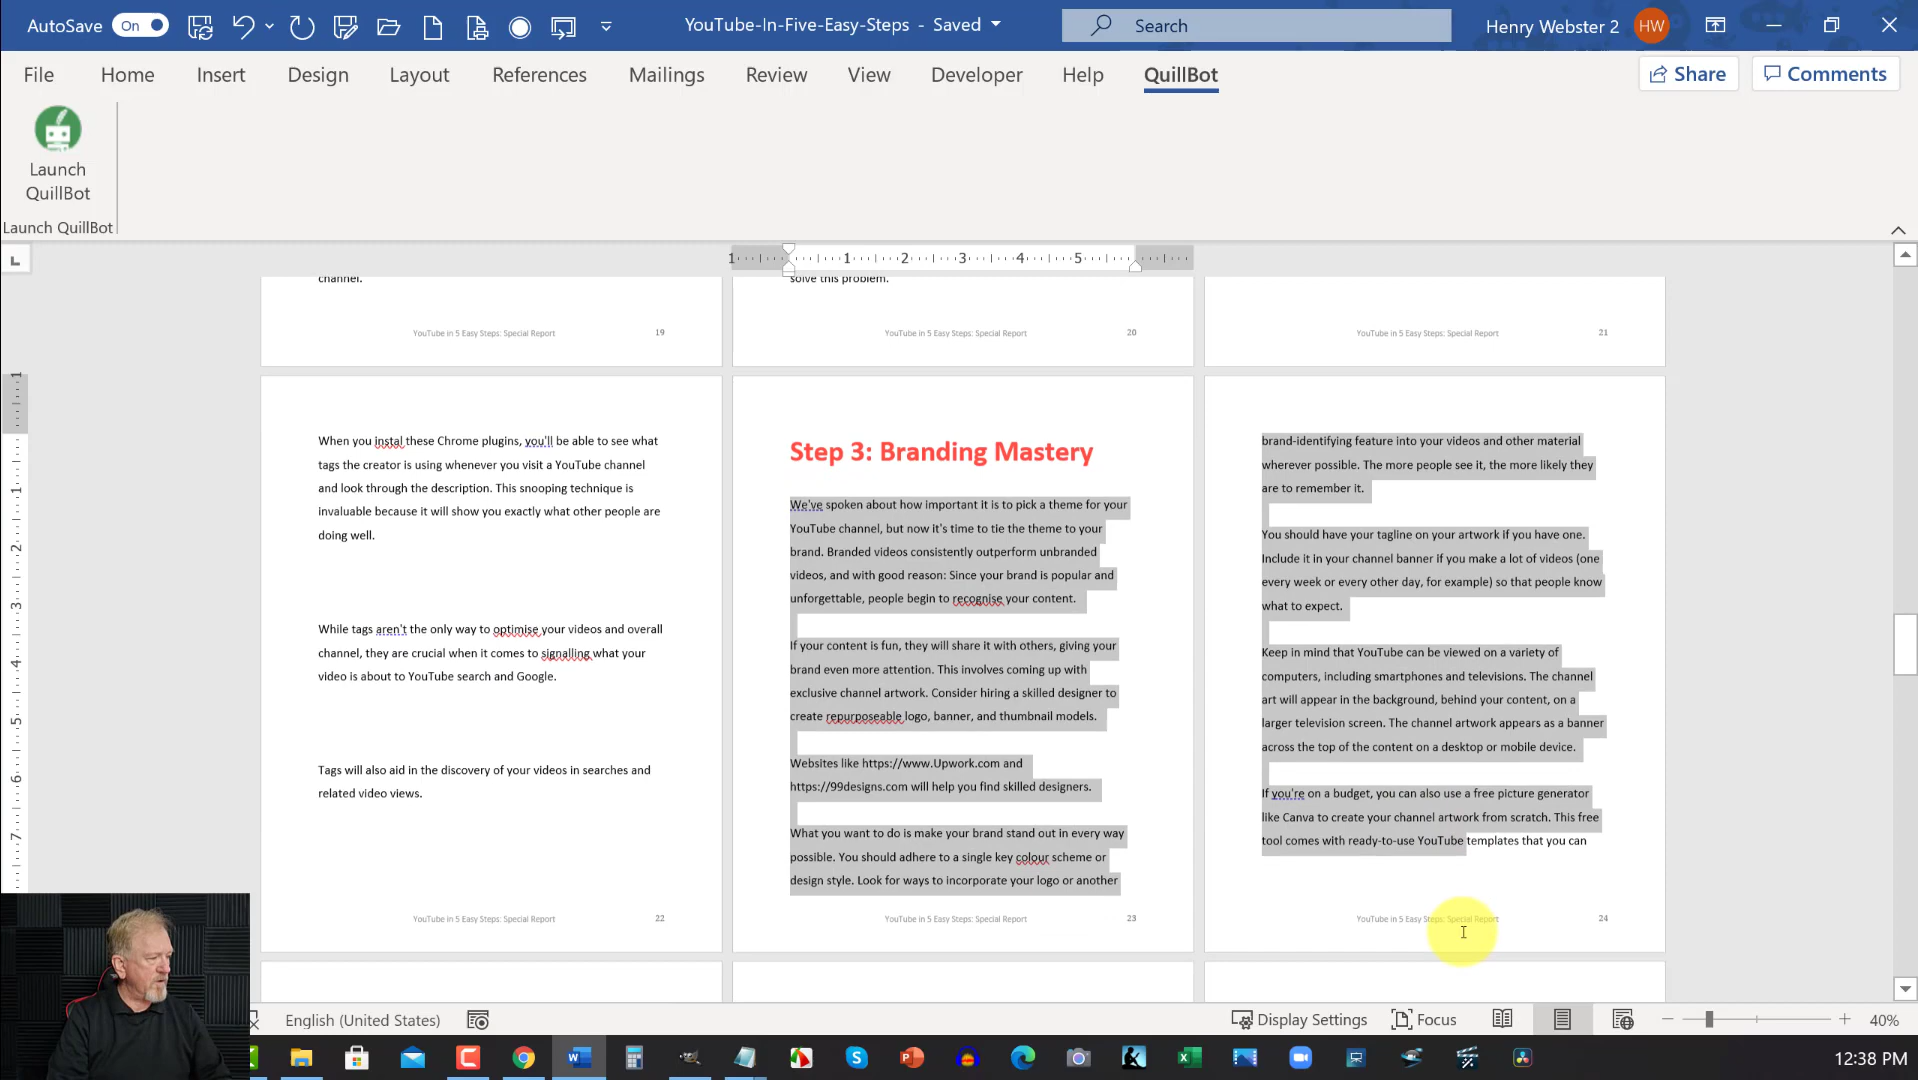 AutoSave On YouTube-In-Five-Easy-Steps - Saved Search Henry Webster 2 HW
File Home Insert Design Layout References Mailings Review View Developer Help QuillBot Share Comments
Launch
QuillBot
Launch QuillBot
1 1 2 3 4 5
channel.
YouTube in 5 Easy Steps: Special Report 19
solve this problem.
YouTube in 5 Easy Steps: Special Report 20
YouTube in 5 Easy Steps: Special Report 21
1
1
2
3
4
5
6
7
When you instal these Chrome plugins, you'll be able to see what
tags the creator is using whenever you visit a YouTube channel
and look through the description. This snooping technique is
invaluable because it will show you exactly what other people are
doing well.
While tags aren't the only way to optimise your videos and overall
channel, they are crucial when it comes to signalling what your
video is about to YouTube search and Google.
Tags will also aid in the discovery of your videos in searches and
related video views.
YouTube in 5 Easy Steps: Special Report 22
Step 3: Branding Mastery
We've spoken about how important it is to pick a theme for your
YouTube channel, but now it's time to tie the theme to your
brand. Branded videos consistently outperform unbranded
videos, and with good reason: Since your brand is popular and
unforgettable, people begin to recognise your content.
If your content is fun, they will share it with others, giving your
brand even more attention. This involves coming up with
exclusive channel artwork. Consider hiring a skilled designer to
create repurposeable logo, banner, and thumbnail models.
Websites like https://www.Upwork.com and
https://99designs.com will help you find skilled designers.
What you want to do is make your brand stand out in every way
possible. You should adhere to a single key colour scheme or
design style. Look for ways to incorporate your logo or another
YouTube in 5 Easy Steps: Special Report 23
brand-identifying feature into your videos and other material
wherever possible. The more people see it, the more likely they
are to remember it.
You should have your tagline on your artwork if you have one.
Include it in your channel banner if you make a lot of videos (one
every week or every other day, for example) so that people know
what to expect.
Keep in mind that YouTube can be viewed on a variety of
computers, including smartphones and televisions. The channel
art will appear in the background, behind your content, on a
larger television screen. The channel artwork appears as a banner
across the top of the content on a desktop or mobile device.
If you're on a budget, you can also use a free picture generator
like Canva to create your channel artwork from scratch. This free
tool comes with ready-to-use YouTube templates that you can
YouTube in 5 Easy Steps: Special Report 24
English (United States) Display Settings Focus 40%
12:38 PM